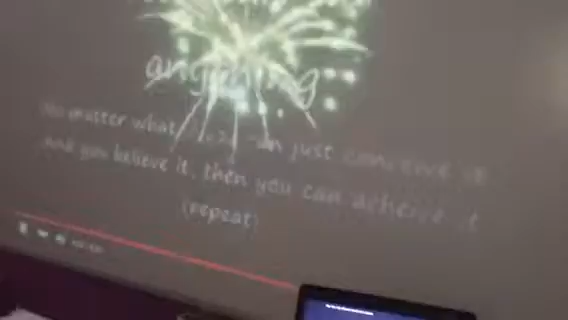 anything
No matter what can just conceive it
And you believe it, then you can achieve it
(repeat)